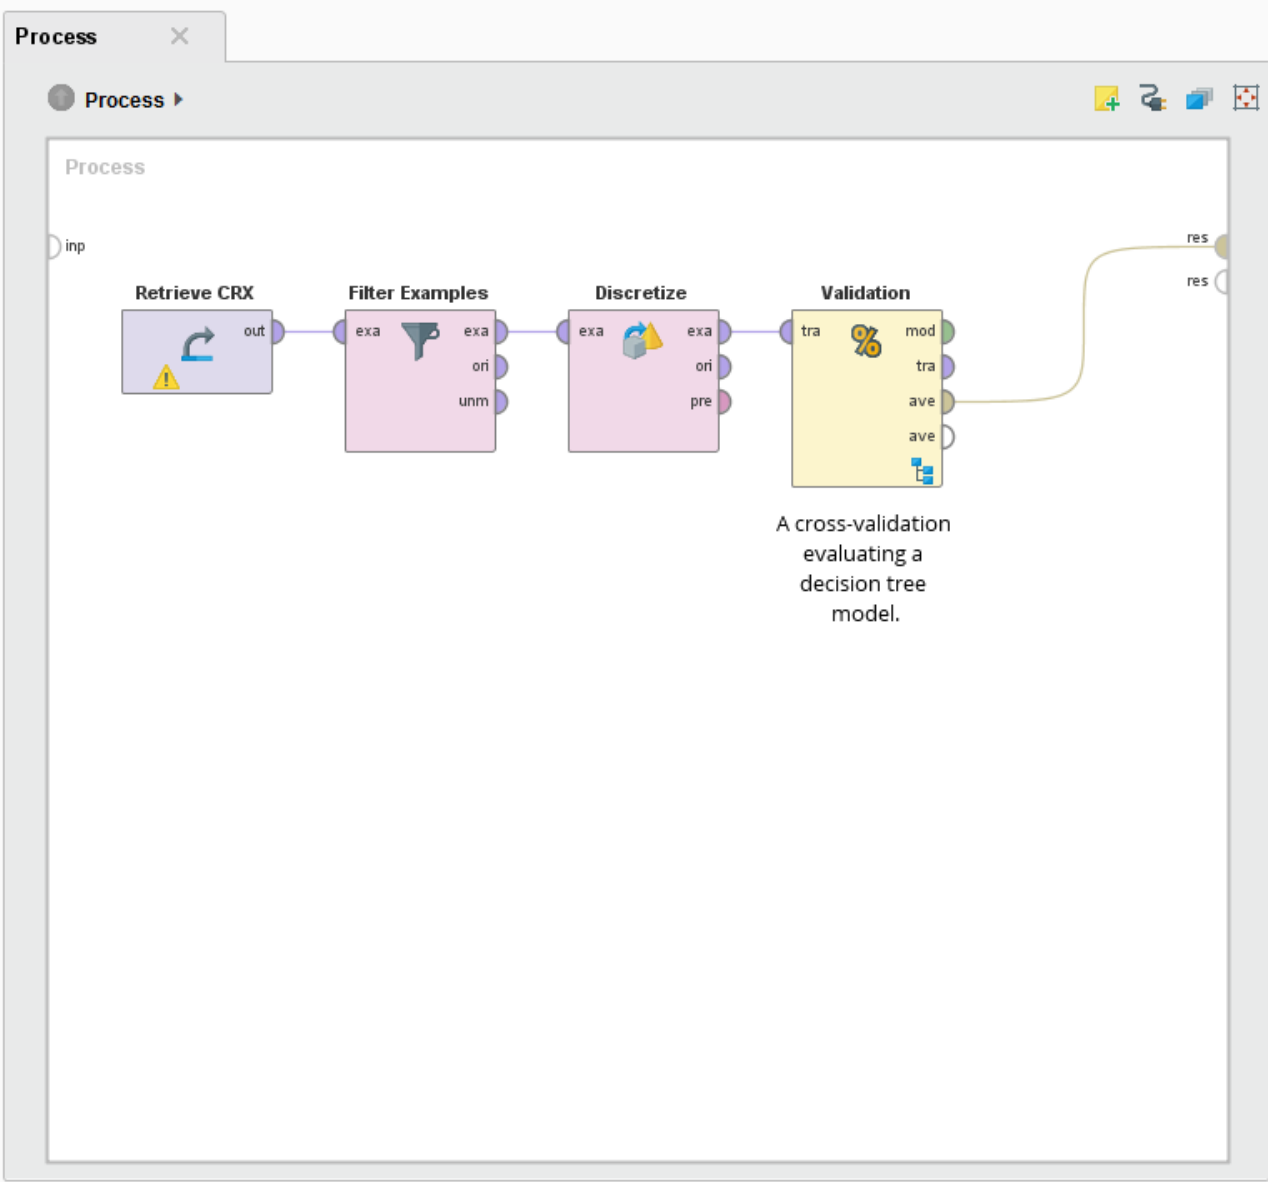 Process
Process
Process
inp
res
res
Retrieve CRX
out
Filter Examples
exa
exa
ori
unm
Discretize
exa
exa
ori
pre
Validation
tra
%
mod
tra
ave
ave
A cross-validation
evaluating a
decision tree
model.